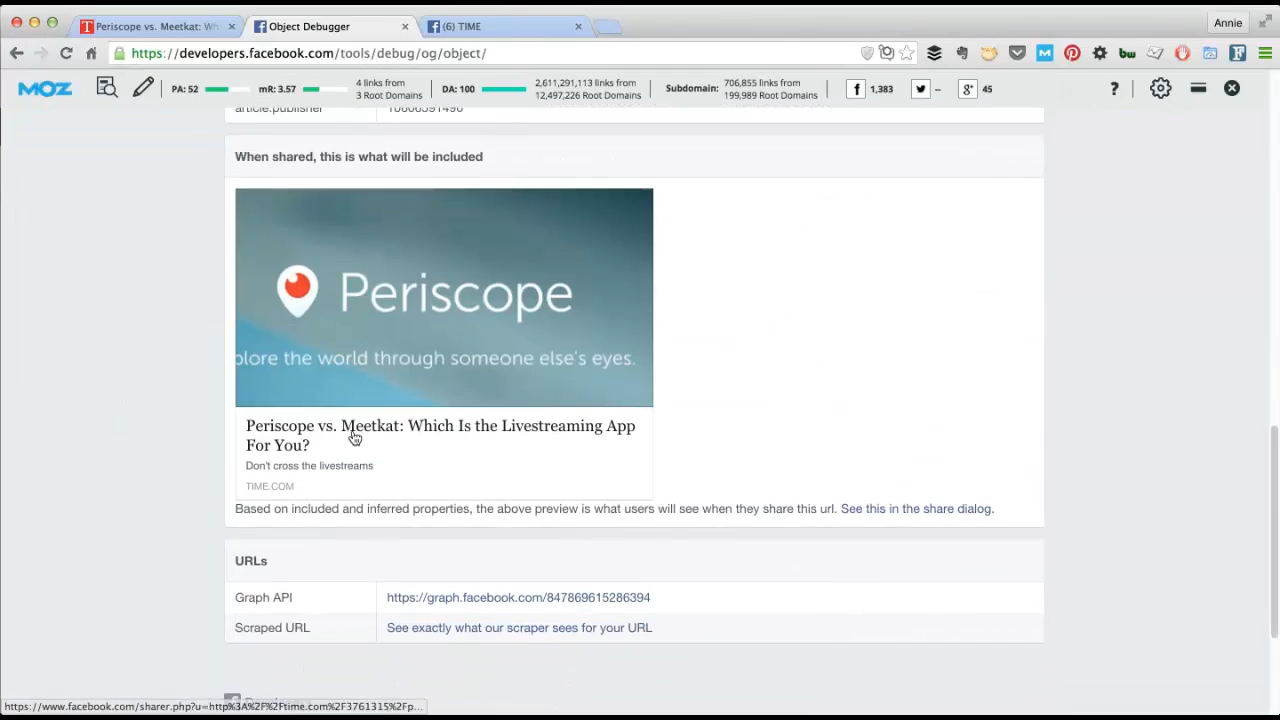 Periscope vs. Meetkat: Wh
Object Debugger
(6) TIME
Annie
https://developers.facebook.com/tools/debug/og/object/
MOZ
PA: 52
mR: 3.57
4 links from
3 Root Domains
DA: 100
2,611,291,113 links from
12,497,226 Root Domains
Subdomain:
706,855 links from
199,989 Root Domains
1,383
--
45
article:publisher
When shared, this is what will be included
Periscope
plore the world through someone else's eyes.
Periscope vs. Meetkat: Which Is the Livestreaming App
For You?
Don't cross the livestreams
TIME.COM
Based on included and inferred properties, the above preview is what users will see when they share this url. See this in the share dialog.
URLs
Graph API
https://graph.facebook.com/847869615286394
Scraped URL
See exactly what our scraper sees for your URL
https://www.facebook.com/sharer.php?u=http%3A%2F%2Ftime.com%2F3761315%2Fp...